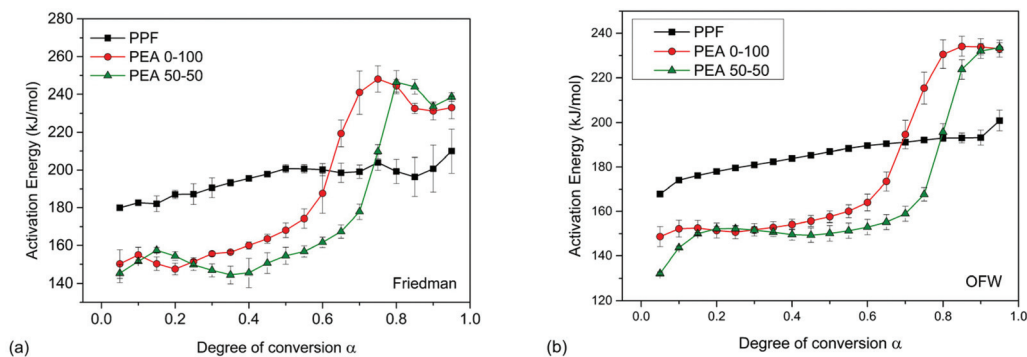 280
260
240
220
200
180
160
140
Activation Energy (kJ/mol)
PPF
PEA 0-100
PEA 50-50
Friedman
0.0 0.2 0.4 0.6 0.8 1.0
Degree of conversion α
(a)
240
220
200
180
160
140
120
Activation Energy (kJ/mol)
PPF
PEA 0-100
PEA 50-50
OFW
0.0 0.2 0.4 0.6 0.8 1.0
Degree of conversion α
(b)